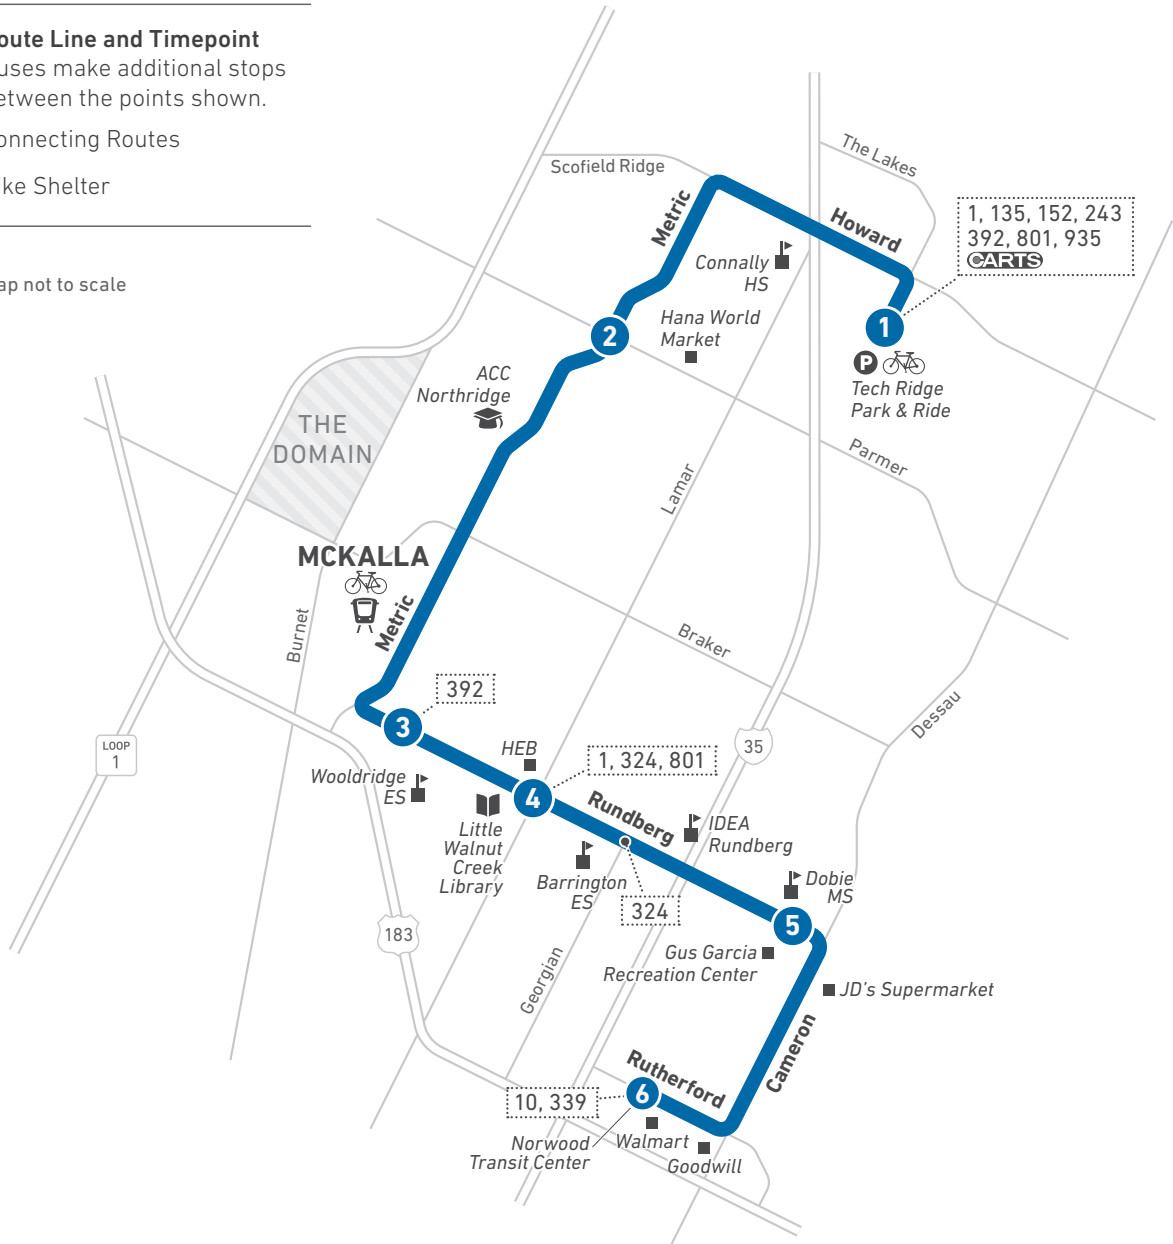 oute Line and Timepoint
uses make additional stops
etween the points shown.
onnecting Routes
ke Shelter
ap not to scale
Scofield Ridge
The Lakes
Metric
Howard
1, 135, 152, 243
392, 801, 935
CARTS
Connally
HS
Hana World
Market
2
1
P
Tech Ridge
Park & Ride
ACC
Northridge
THE
DOMAIN
Parmer
Lamar
MCKALLA
Metric
Burnet
Braker
392
Dessau
3
LOOP
1
35
HEB
1, 324, 801
Wooldridge
ES
4
Rundberg
Little
Walnut
Creek
Library
IDEA
Rundberg
Barrington
ES
324
Dobie
MS
5
183
Gus Garcia
Recreation Center
Georgian
JD's Supermarket
Cameron
Rutherford
6
10, 339
Norwood
Transit Center
Walmart
Goodwill